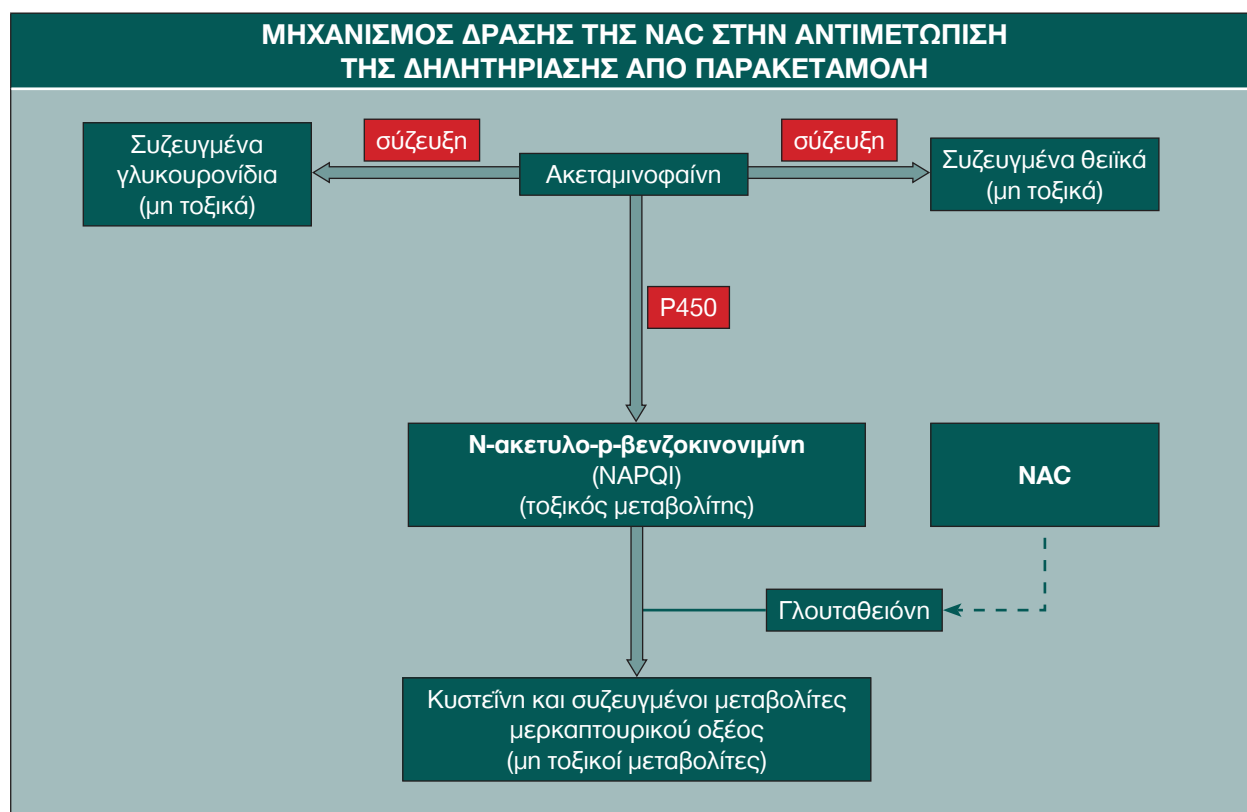 ΜΗΧΑΝΙΣΜΟΣ ΔΡΑΣΗΣ ΤΗΣ NAC ΣΤΗΝ ΑΝΤΙΜΕΤΩΠΙΣΗ
ΤΗΣ ΔΗΛΗΤΗΡΙΑΣΗΣ ΑΠΟ ΠΑΡΑΚΕΤΑΜΟΛΗ
Συζευγμένα
γλυκουρονίδια
(μη τοξικά)
σύζευξη
Ακεταμινοφαίνη
σύζευξη
Συζευγμένα θειϊκά
(μη τοξικά)
P450
Ν-ακετυλο-p-βενζοκινονιμίνη
(NAPQI)
(τοξικός μεταβολίτης)
NAC
Γλουταθειόνη
Κυστεΐνη και συζευγμένοι μεταβολίτες
μερκαπτουρικού οξέος
(μη τοξικοί μεταβολίτες)